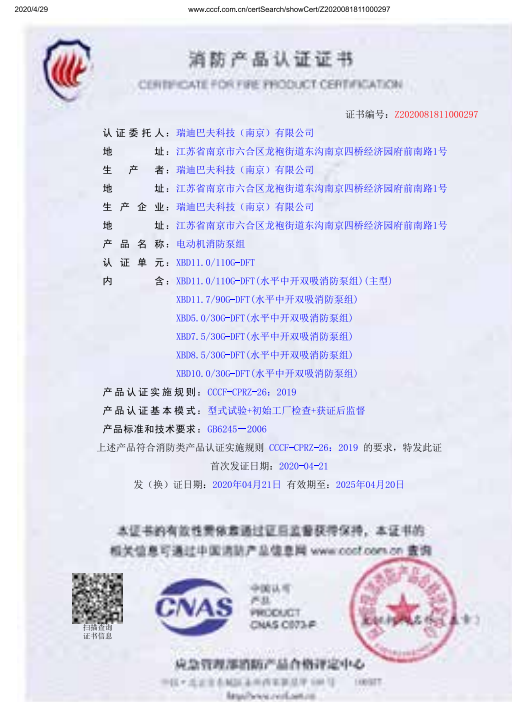 2020/4/29 www.cccf.com.cn/certSearch/showCert/Z2020081811000297
消防产品认证证书
CERTIFICATE FOR FIRE PRODUCT CERTIFICATION
证书编号：Z2020081811000297
认证委托人：瑞迪巴夫科技（南京）有限公司
地 址：江苏省南京市六合区龙袍街道东沟南京四桥经济园府前南路1号
生 产 者：瑞迪巴夫科技（南京）有限公司
地 址：江苏省南京市六合区龙袍街道东沟南京四桥经济园府前南路1号
生产企业：瑞迪巴夫科技（南京）有限公司
地 址：江苏省南京市六合区龙袍街道东沟南京四桥经济园府前南路1号
产品名称：电动机消防泵组
认证单元：XBD11.0/110G-DFT
内 含：XBD11.0/110G-DFT(水平中开双吸消防泵组)(主型)
XBD11.7/90G-DFT(水平中开双吸消防泵组)
XBD5.0/30G-DFT(水平中开双吸消防泵组)
XBD7.5/30G-DFT(水平中开双吸消防泵组)
XBD8.5/30G-DFT(水平中开双吸消防泵组)
XBD10.0/30G-DFT(水平中开双吸消防泵组)
产品认证实施规则：CCCF-CPRZ-26：2019
产品认证基本模式：型式试验+初始工厂检查+获证后监督
产品标准和技术要求：GB6245—2006
上述产品符合消防类产品认证实施规则 CCCF-CPRZ-26：2019 的要求，特发此证
首次发证日期：2020-04-21
发（换）证日期：2020年04月21日 有效期至：2025年04月20日
本证书的有效性需依靠通过证后监督获得保持，本证书的
相关信息可通过中国消防产品信息网 www.cccf.com.cn 查询
扫描查询
证书信息
CNAS
中国认可
产品
PRODUCT
CNAS C073-P
应急管理部消防产品合格评定中心
http://www.cccf.net.cn